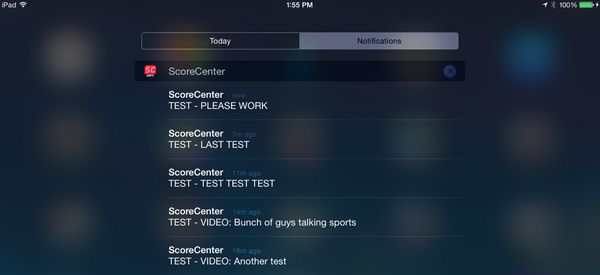 iPad 1:55 PM 100%
Today Notifications
SC ScoreCenter
ScoreCenter now
TEST - PLEASE WORK
ScoreCenter 7m ago
TEST - LAST TEST
ScoreCenter 11m ago
TEST - TEST TEST TEST
ScoreCenter 14m ago
TEST - VIDEO: Bunch of guys talking sports
ScoreCenter 16m ago
TEST - VIDEO: Another test